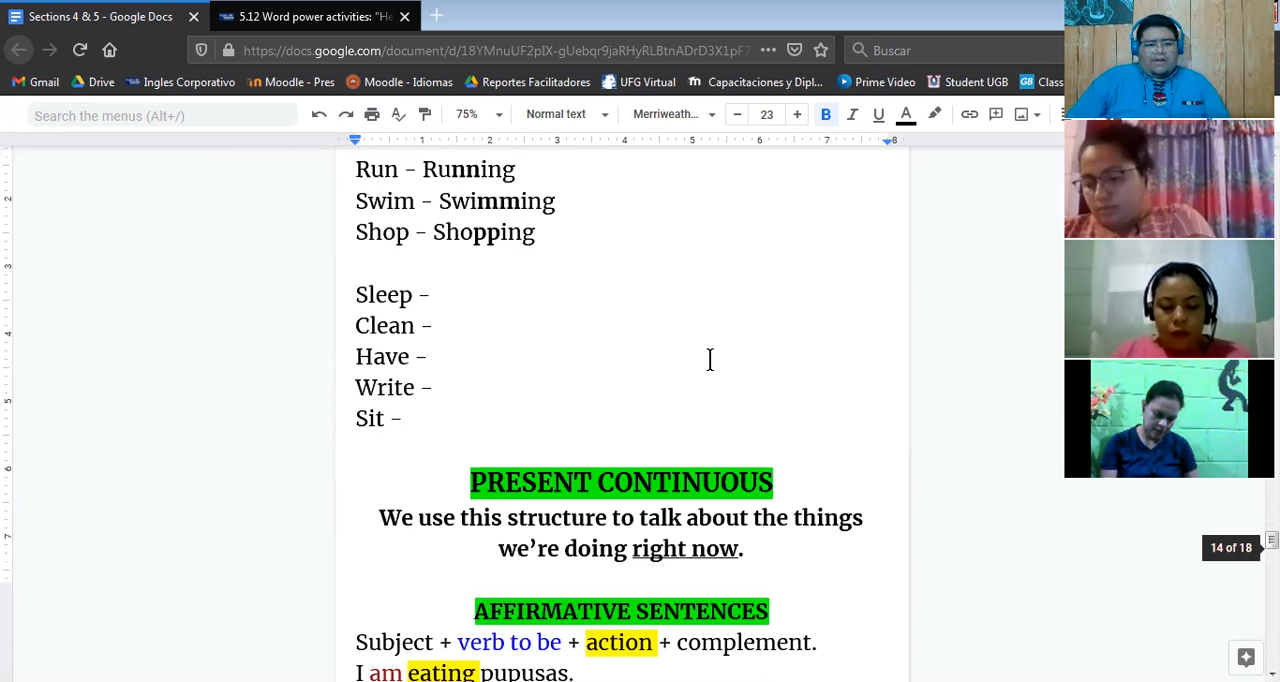 Sections 4 & 5 - Google Docs
5.12 Word power activities: "He
https://docs.google.com/document/d/18YMnuUF2pIX-gUebqr9jaRHyRLBtnADrD3X1pF7
Buscar
Gmail
Drive
Ingles Corporativo
Moodle - Pres
Moodle - Idiomas
Reportes Facilitadores
UFG Virtual
Capacitaciones y Dipl...
Prime Video
Student UGB
Class
Search the menus (Alt+/)
75%
Normal text
Merriweath...
23
Run - Running
Swim - Swimming
Shop - Shopping
Sleep -
Clean -
Have -
Write -
Sit -
PRESENT CONTINUOUS
We use this structure to talk about the things
we're doing right now.
AFFIRMATIVE SENTENCES
Subject + verb to be + action + complement.
I am eating pupusas.
14 of 18